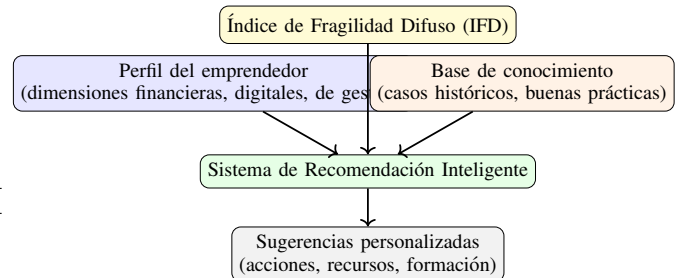 Índice de Fragilidad Difuso (IFD)
Perfil del emprendedor
(dimensiones financieras, digitales, de ges
Base de conocimiento
(casos históricos, buenas prácticas)
Sistema de Recomendación Inteligente
Sugerencias personalizadas
(acciones, recursos, formación)